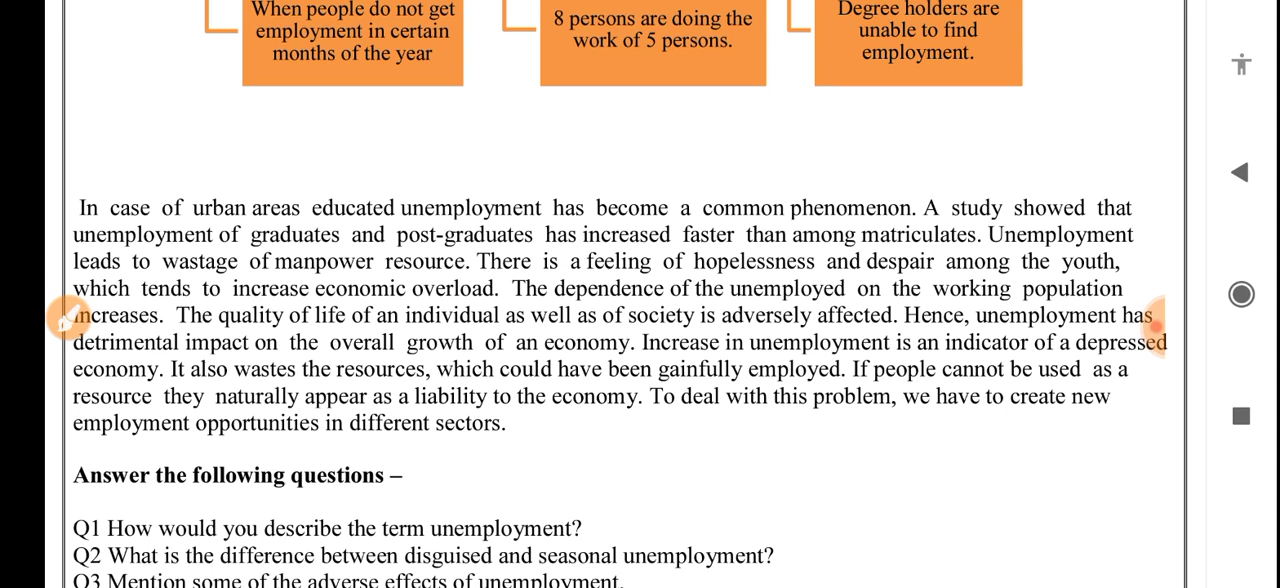 When people do not get
employment in certain
months of the year
8 persons are doing the
work of 5 persons.
Degree holders are
unable to find
employment.
In case of urban areas educated unemployment has become a common phenomenon. A study showed that
unemployment of graduates and post-graduates has increased faster than among matriculates. Unemployment
leads to wastage of manpower resource. There is a feeling of hopelessness and despair among the youth,
which tends to increase economic overload. The dependence of the unemployed on the working population
increases. The quality of life of an individual as well as of society is adversely affected. Hence, unemployment has
detrimental impact on the overall growth of an economy. Increase in unemployment is an indicator of a depressed
economy. It also wastes the resources, which could have been gainfully employed. If people cannot be used as a
resource they naturally appear as a liability to the economy. To deal with this problem, we have to create new
employment opportunities in different sectors.
Answer the following questions –
Q1 How would you describe the term unemployment?
Q2 What is the difference between disguised and seasonal unemployment?
Q3 Mention some of the adverse effects of unemployment.